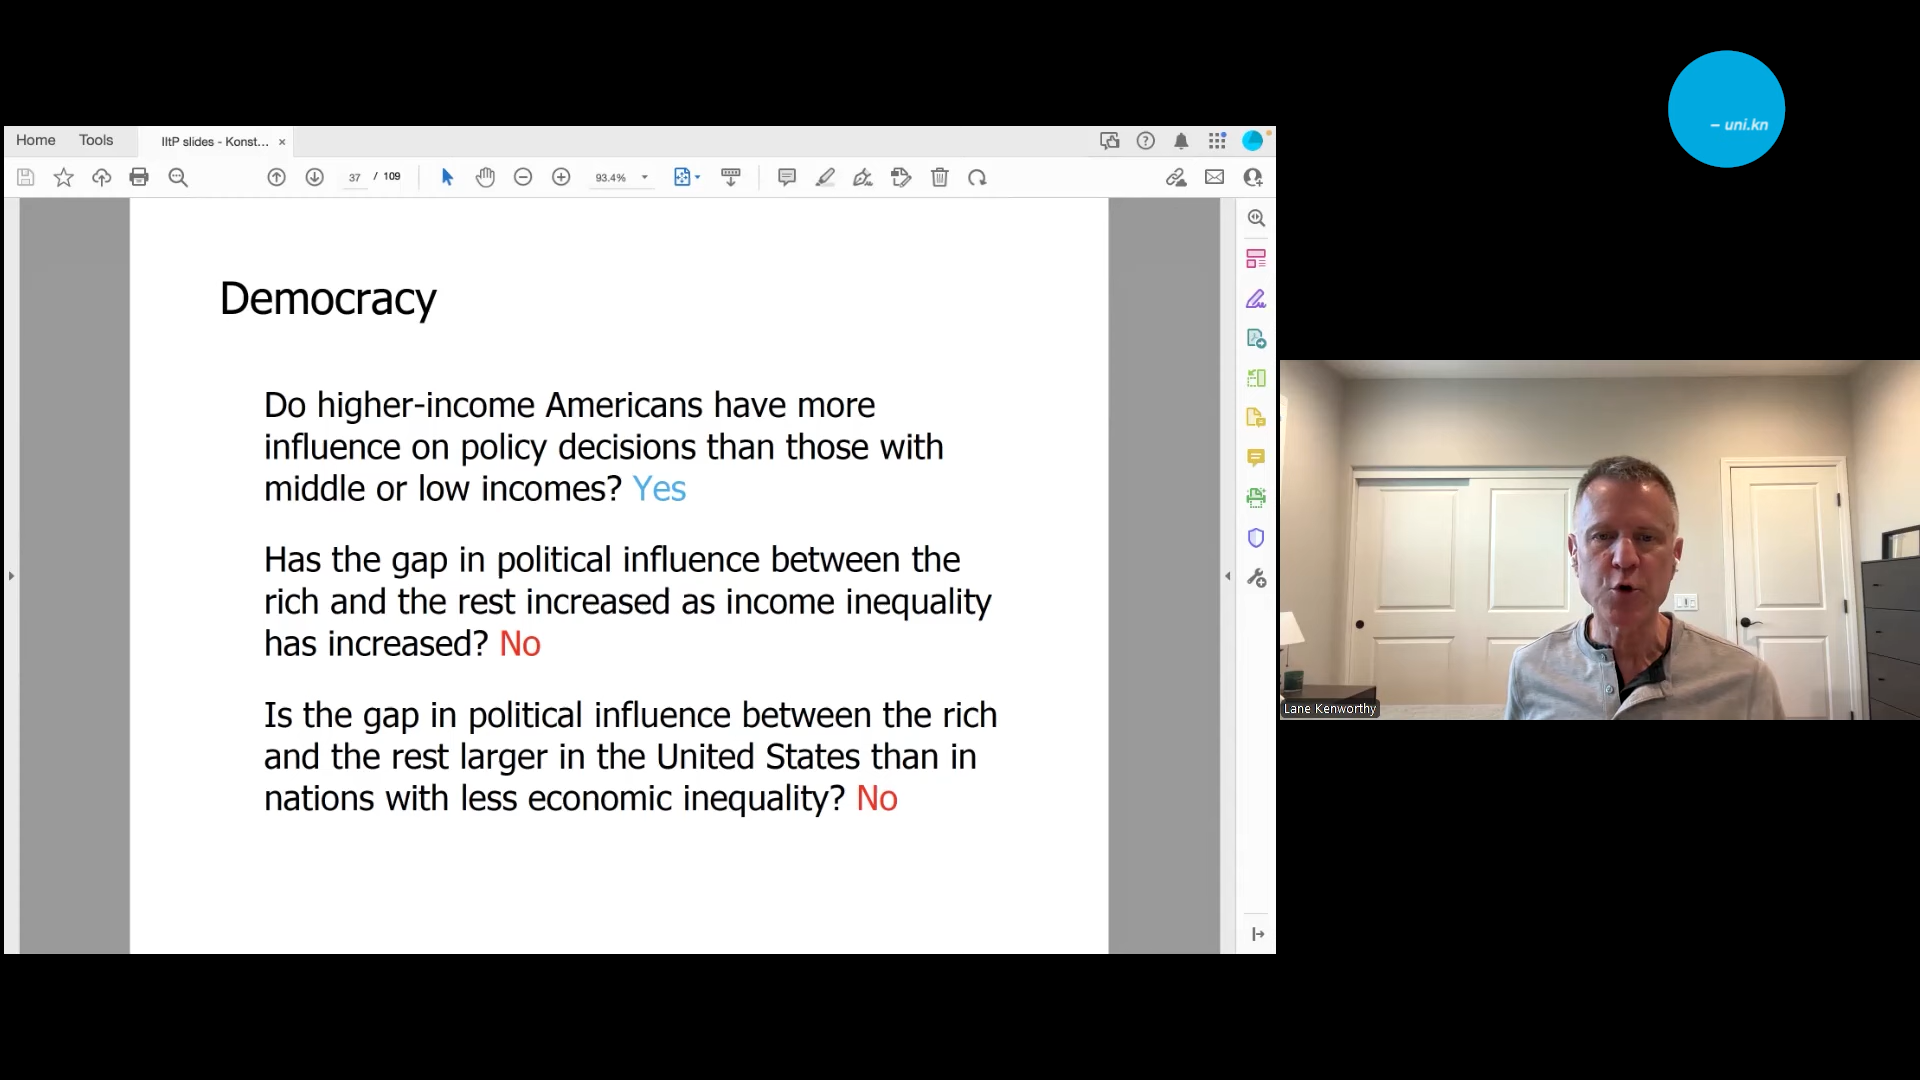 – uni.kn
Home Tools IItP slides - Konst... ×
37 / 109 93.4%
Democracy
Do higher-income Americans have more
influence on policy decisions than those with
middle or low incomes? Yes
Has the gap in political influence between the
rich and the rest increased as income inequality
has increased? No
Is the gap in political influence between the rich
and the rest larger in the United States than in
nations with less economic inequality? No
Lane Kenworthy